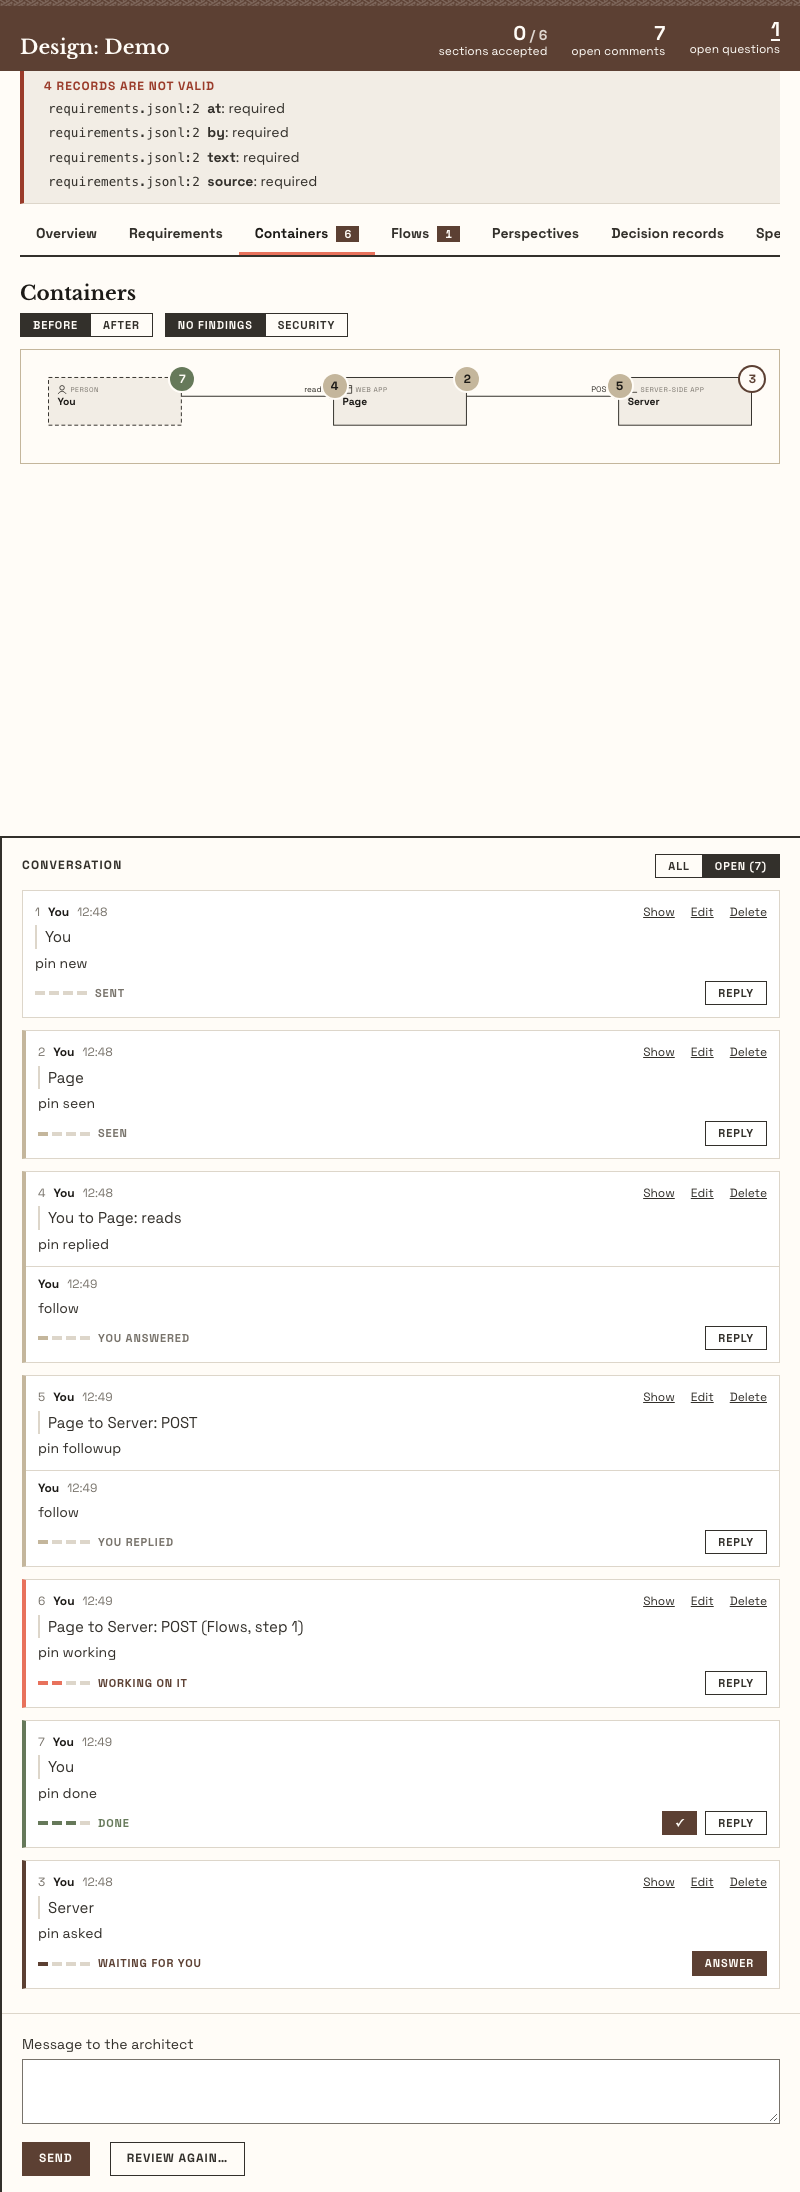 Design: Demo
0 / 6
sections accepted
7
open comments
1
open questions
4 RECORDS ARE NOT VALID
requirements.jsonl:2 at: required
requirements.jsonl:2 by: required
requirements.jsonl:2 text: required
requirements.jsonl:2 source: required
Overview Requirements Containers 6 Flows 1 Perspectives Decision records Spe
Containers
BEFORE AFTER NO FINDINGS SECURITY
7 4 2 5 3
PERSON read WEB APP POS SERVER-SIDE APP
You Page Server
CONVERSATION ALL OPEN (7)
1 You 12:48 Show Edit Delete
You
pin new
SENT REPLY
2 You 12:48 Show Edit Delete
Page
pin seen
SEEN REPLY
4 You 12:48 Show Edit Delete
You to Page: reads
pin replied
You 12:49
follow
YOU ANSWERED REPLY
5 You 12:49 Show Edit Delete
Page to Server: POST
pin followup
You 12:49
follow
YOU REPLIED REPLY
6 You 12:49 Show Edit Delete
Page to Server: POST (Flows, step 1)
pin working
WORKING ON IT REPLY
7 You 12:49
You
pin done
DONE ✓ REPLY
3 You 12:48 Show Edit Delete
Server
pin asked
WAITING FOR YOU ANSWER
Message to the architect
SEND REVIEW AGAIN...